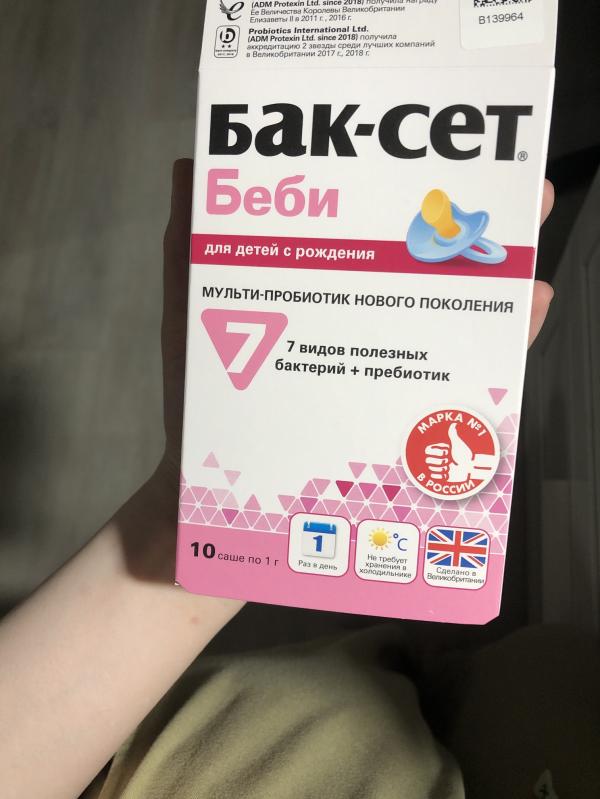 (ADM Protexin Ltd. since 2018) получила награду
Ее Величества Королевы Великобритании
Елизаветы II в 2011 г., 2016 г.
B139964
Probiotics International Ltd.
(ADM Protexin Ltd. since 2018) получила
аккредитацию 2 звезды среди лучших компаний
в Великобритании 2017 г., 2018 г.
b
Бак-сет®
Беби
для детей с рождения
МУЛЬТИ-ПРОБИОТИК НОВОГО ПОКОЛЕНИЯ
7
7 видов полезных
бактерий + пребиотик
МАРКА №1
В РОССИИ
10 саше по 1 г
1
Раз в день
°C
Не требует
хранения в
холодильнике
Сделано в
Великобритании